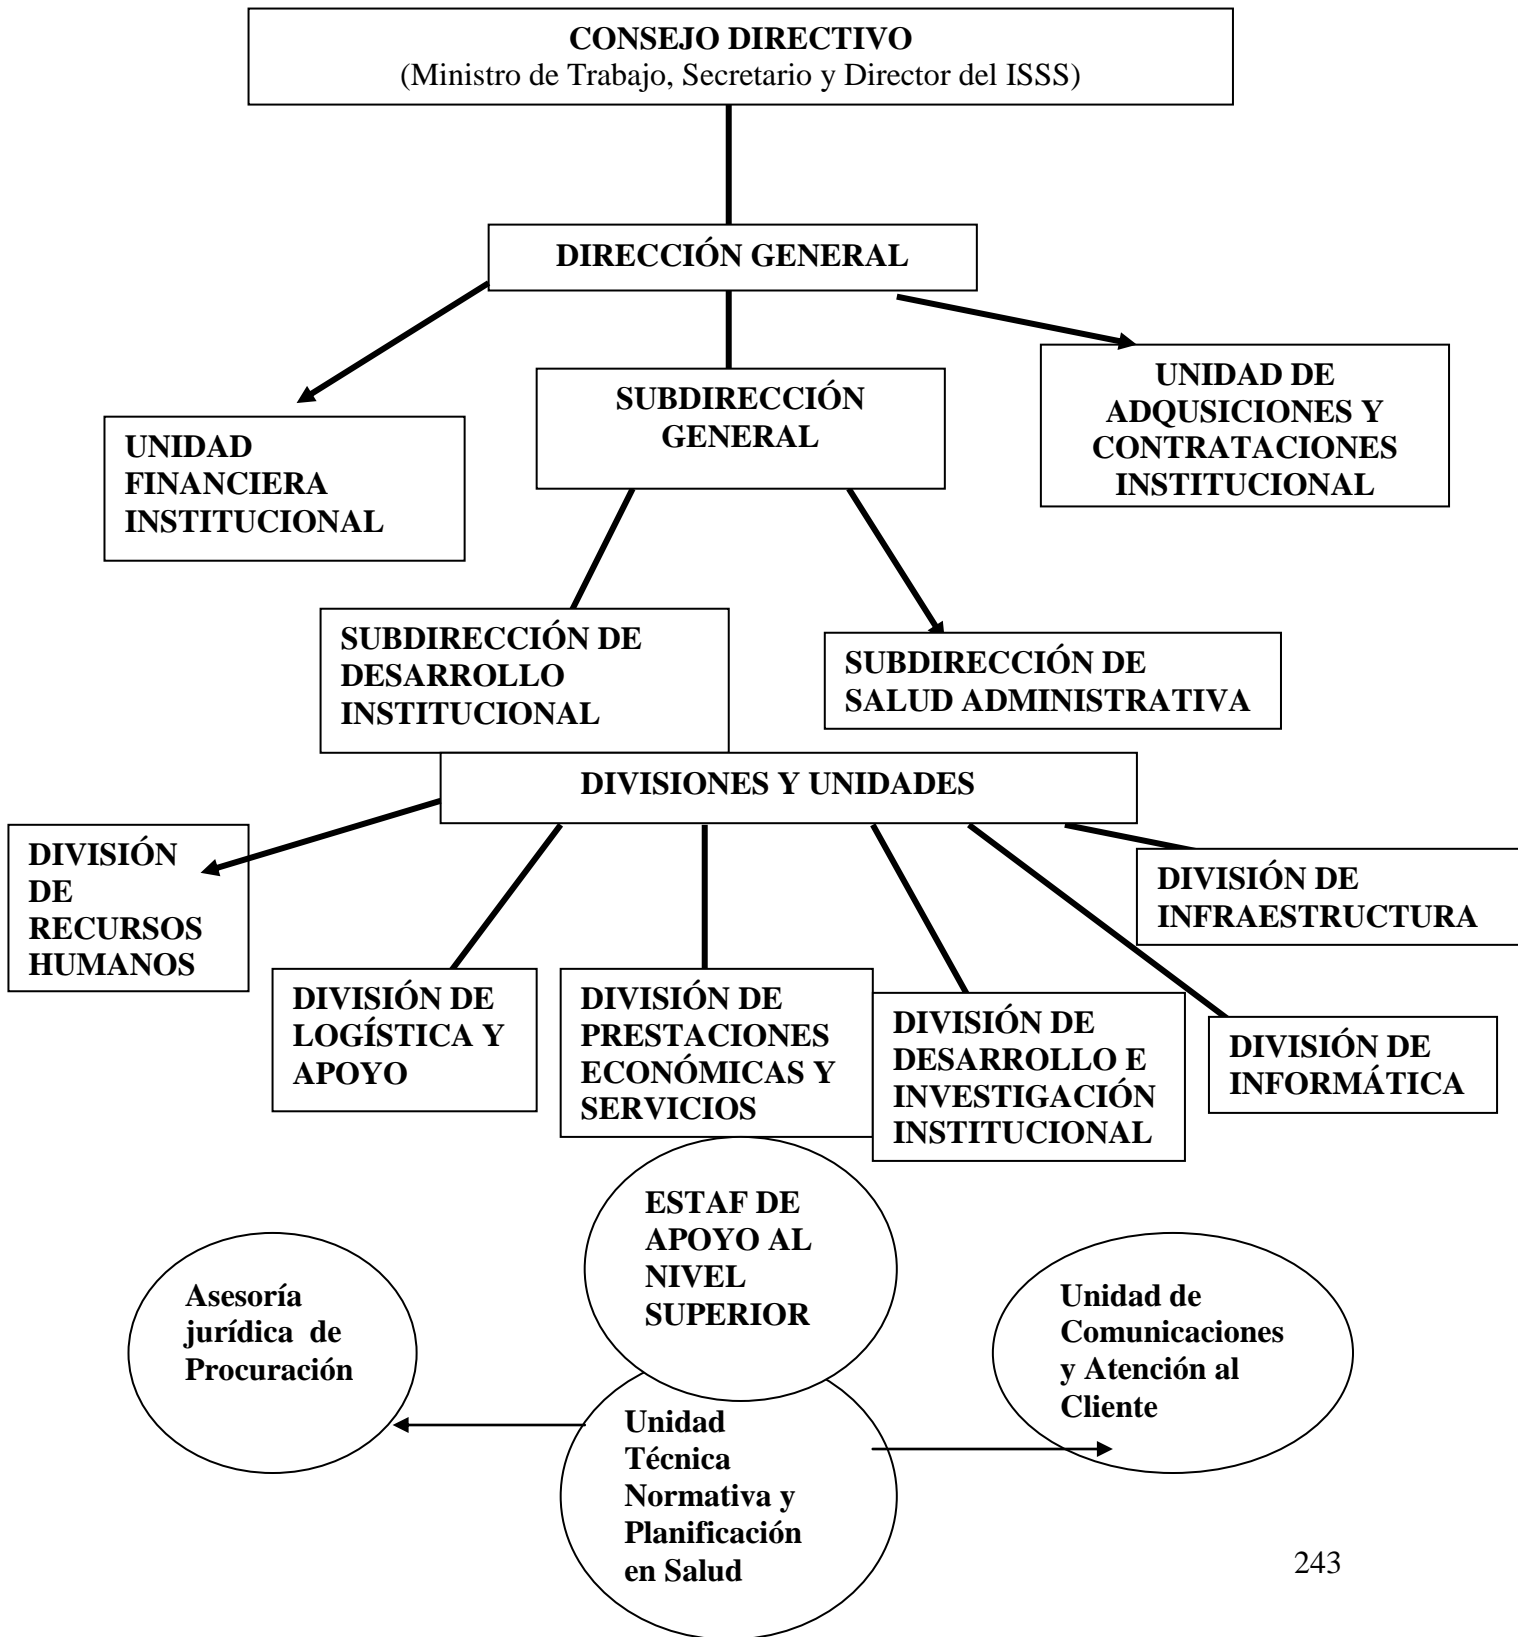 CONSEJO DIRECTIVO
(Ministro de Trabajo, Secretario y Director del ISSS)
DIRECCIÓN GENERAL
UNIDAD
FINANCIERA
INSTITUCIONAL
SUBDIRECCIÓN
GENERAL
UNIDAD DE
ADQUSICIONES Y
CONTRATACIONES
INSTITUCIONAL
SUBDIRECCIÓN DE
DESARROLLO
INSTITUCIONAL
SUBDIRECCIÓN DE
SALUD ADMINISTRATIVA
DIVISIONES Y UNIDADES
DIVISIÓN
DE
RECURSOS
HUMANOS
DIVISIÓN DE
LOGÍSTICA Y
APOYO
DIVISIÓN DE
PRESTACIONES
ECONÓMICAS Y
SERVICIOS
DIVISIÓN DE
DESARROLLO E
INVESTIGACIÓN
INSTITUCIONAL
DIVISIÓN DE
INFORMÁTICA
DIVISIÓN DE
INFRAESTRUCTURA
ESTAF DE
APOYO AL
NIVEL
SUPERIOR
Asesoría
jurídica de
Procuración
Unidad
Técnica
Normativa y
Planificación
en Salud
Unidad de
Comunicaciones
y Atención al
Cliente
243